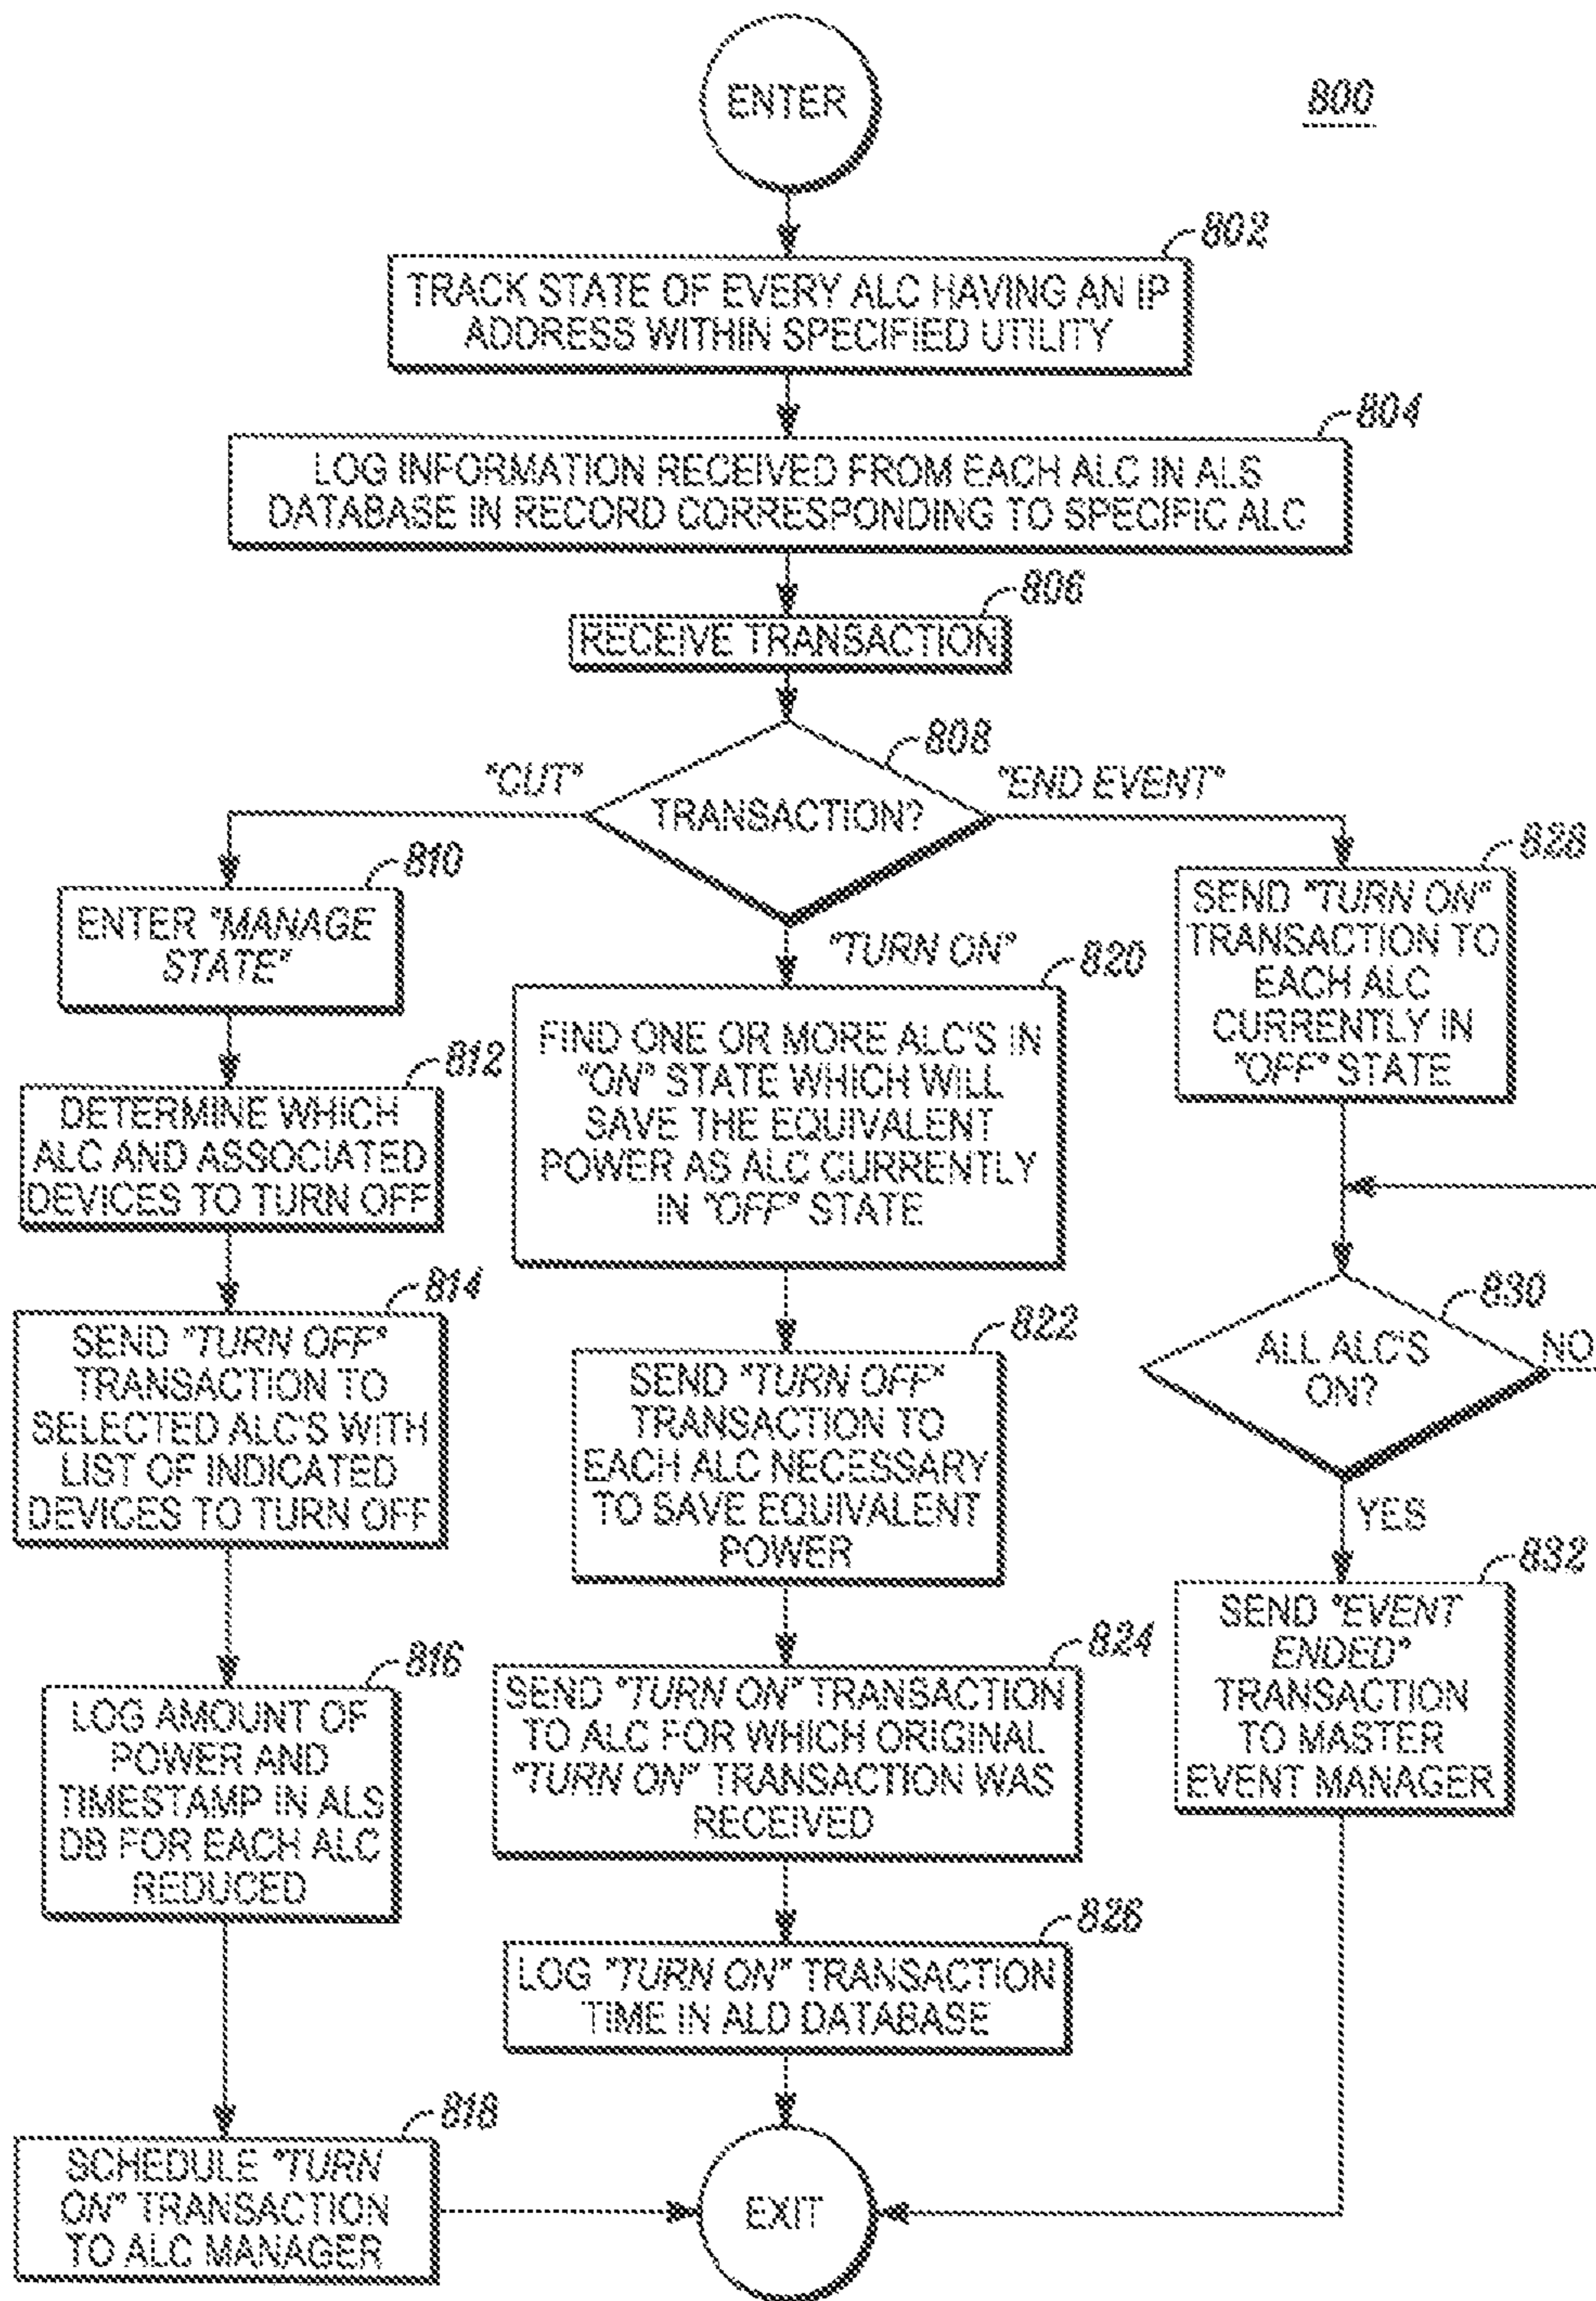 ENTER
800
802
TRACK STATE OF EVERY ALC HAVING AN IP
ADDRESS WITHIN SPECIFIED UTILITY
804
LOG INFORMATION RECEIVED FROM EACH ALC IN ALS
DATABASE IN RECORD CORRESPONDING TO SPECIFIC ALC
806
RECEIVE TRANSACTION
808
TRANSACTION?
"CUT"
"END EVENT"
"TURN ON"
810
ENTER "MANAGE
STATE"
812
DETERMINE WHICH
ALC AND ASSOCIATED
DEVICES TO TURN OFF
814
SEND "TURN OFF"
TRANSACTION TO
SELECTED ALC'S WITH
LIST OF INDICATED
DEVICES TO TURN OFF
816
LOG AMOUNT OF
POWER AND
TIMESTAMP IN ALS
DB FOR EACH ALC
REDUCED
818
SCHEDULE "TURN
ON" TRANSACTION
TO ALC MANAGER
820
FIND ONE OR MORE ALC'S IN
"ON" STATE WHICH WILL
SAVE THE EQUIVALENT
POWER AS ALC CURRENTLY
IN "OFF" STATE
822
SEND "TURN OFF"
TRANSACTION TO
EACH ALC NECESSARY
TO SAVE EQUIVALENT
POWER
824
SEND "TURN ON" TRANSACTION
TO ALC FOR WHICH ORIGINAL
"TURN ON" TRANSACTION WAS
RECEIVED
826
LOG "TURN ON" TRANSACTION
TIME IN ALD DATABASE
828
SEND "TURN ON"
TRANSACTION TO
EACH ALC
CURRENTLY IN
"OFF" STATE
830
ALL ALC'S
ON?
NO
YES
832
SEND "EVENT
ENDED"
TRANSACTION
TO MASTER
EVENT MANAGER
EXIT